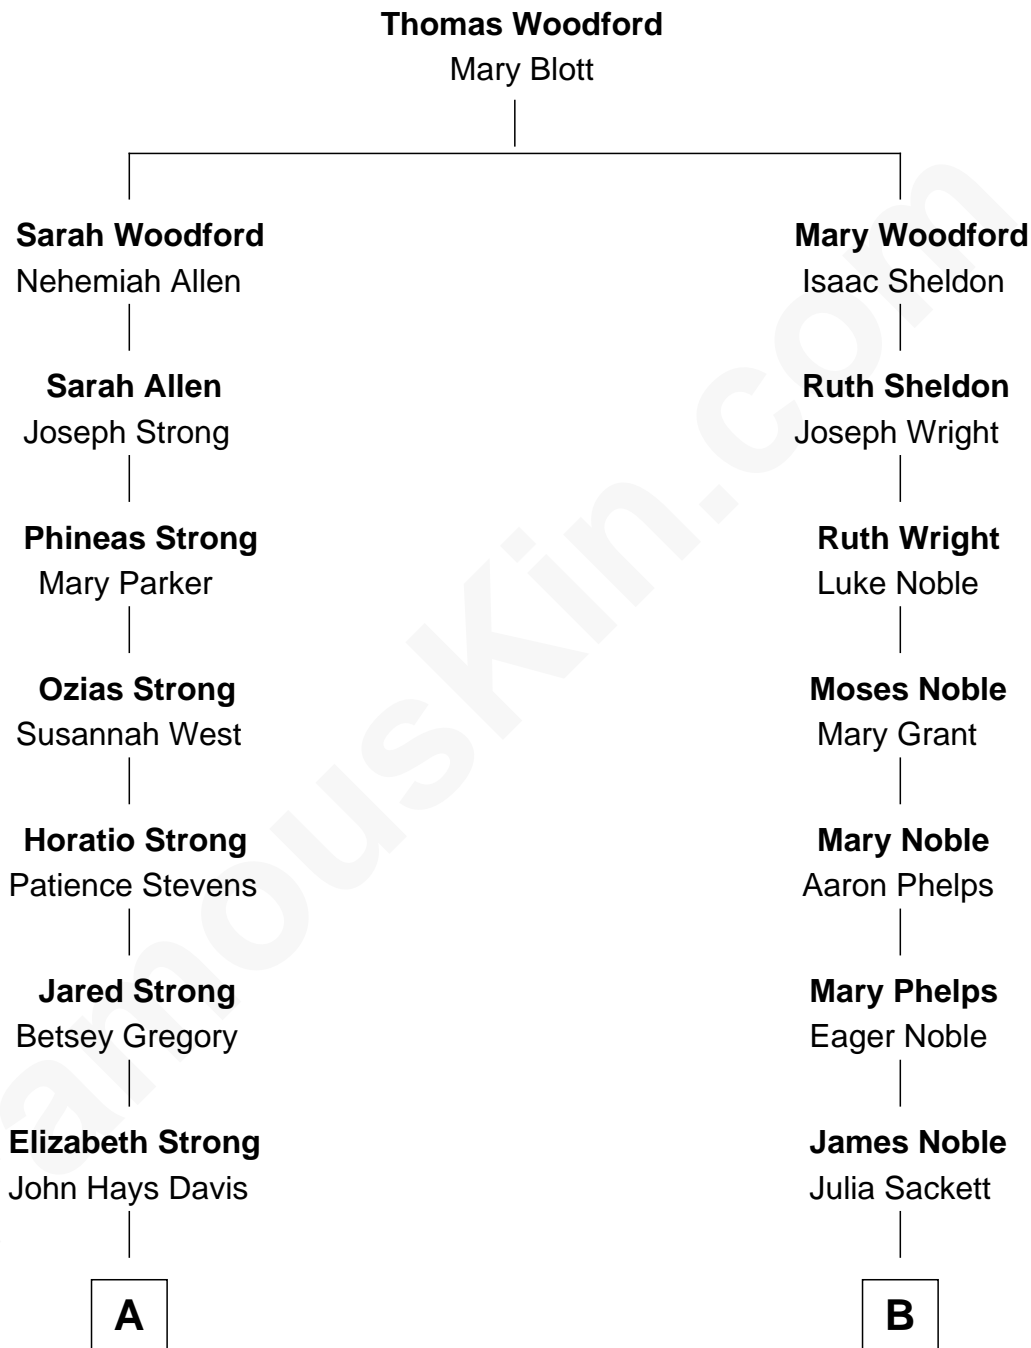 Thomas Woodford
Mary Blott
Sarah Woodford
Nehemiah Allen
Mary Woodford
Isaac Sheldon
Sarah Allen
Joseph Strong
Ruth Sheldon
Joseph Wright
Phineas Strong
Mary Parker
Ruth Wright
Luke Noble
Ozias Strong
Susannah West
Moses Noble
Mary Grant
Horatio Strong
Patience Stevens
Mary Noble
Aaron Phelps
Jared Strong
Betsey Gregory
Mary Phelps
Eager Noble
Elizabeth Strong
John Hays Davis
James Noble
Julia Sackett
A
B
amousKin.com